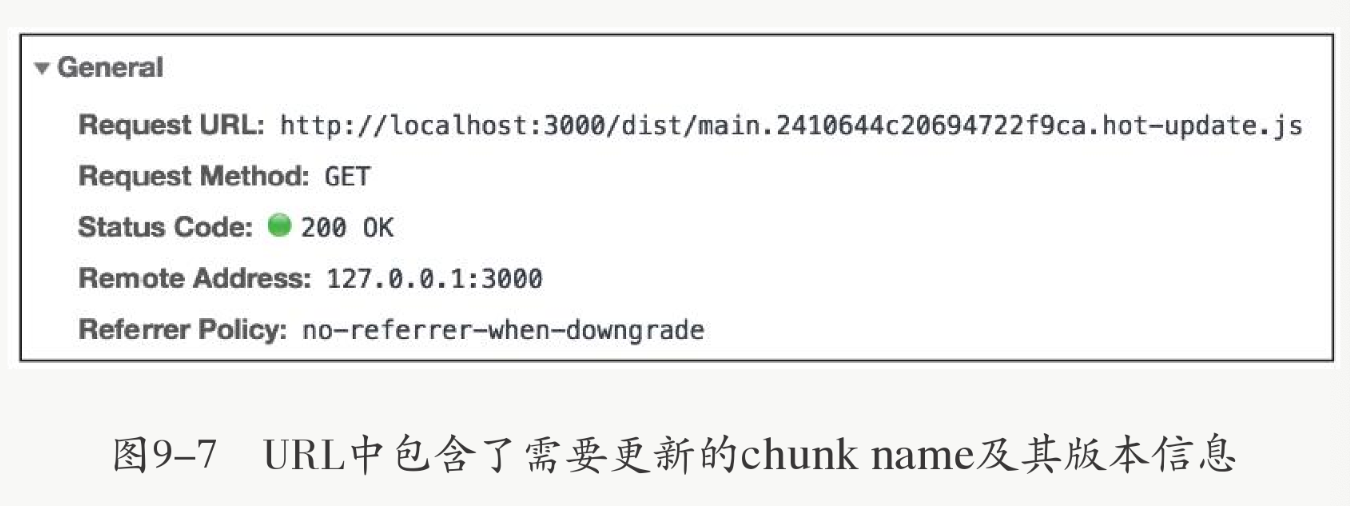 ▼ General
Request URL: http://localhost:3000/dist/main.2410644c20694722f9ca.hot-update.js
Request Method: GET
Status Code: 200 OK
Remote Address: 127.0.0.1:3000
Referrer Policy: no-referrer-when-downgrade
图9-7 URL中包含了需要更新的chunk name及其版本信息